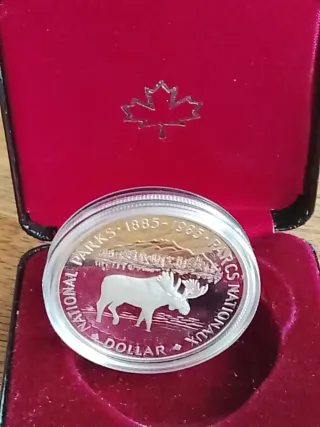 NATIONAL PARKS · 1885-1985 · PARCS NATIONAUX
DOLLAR